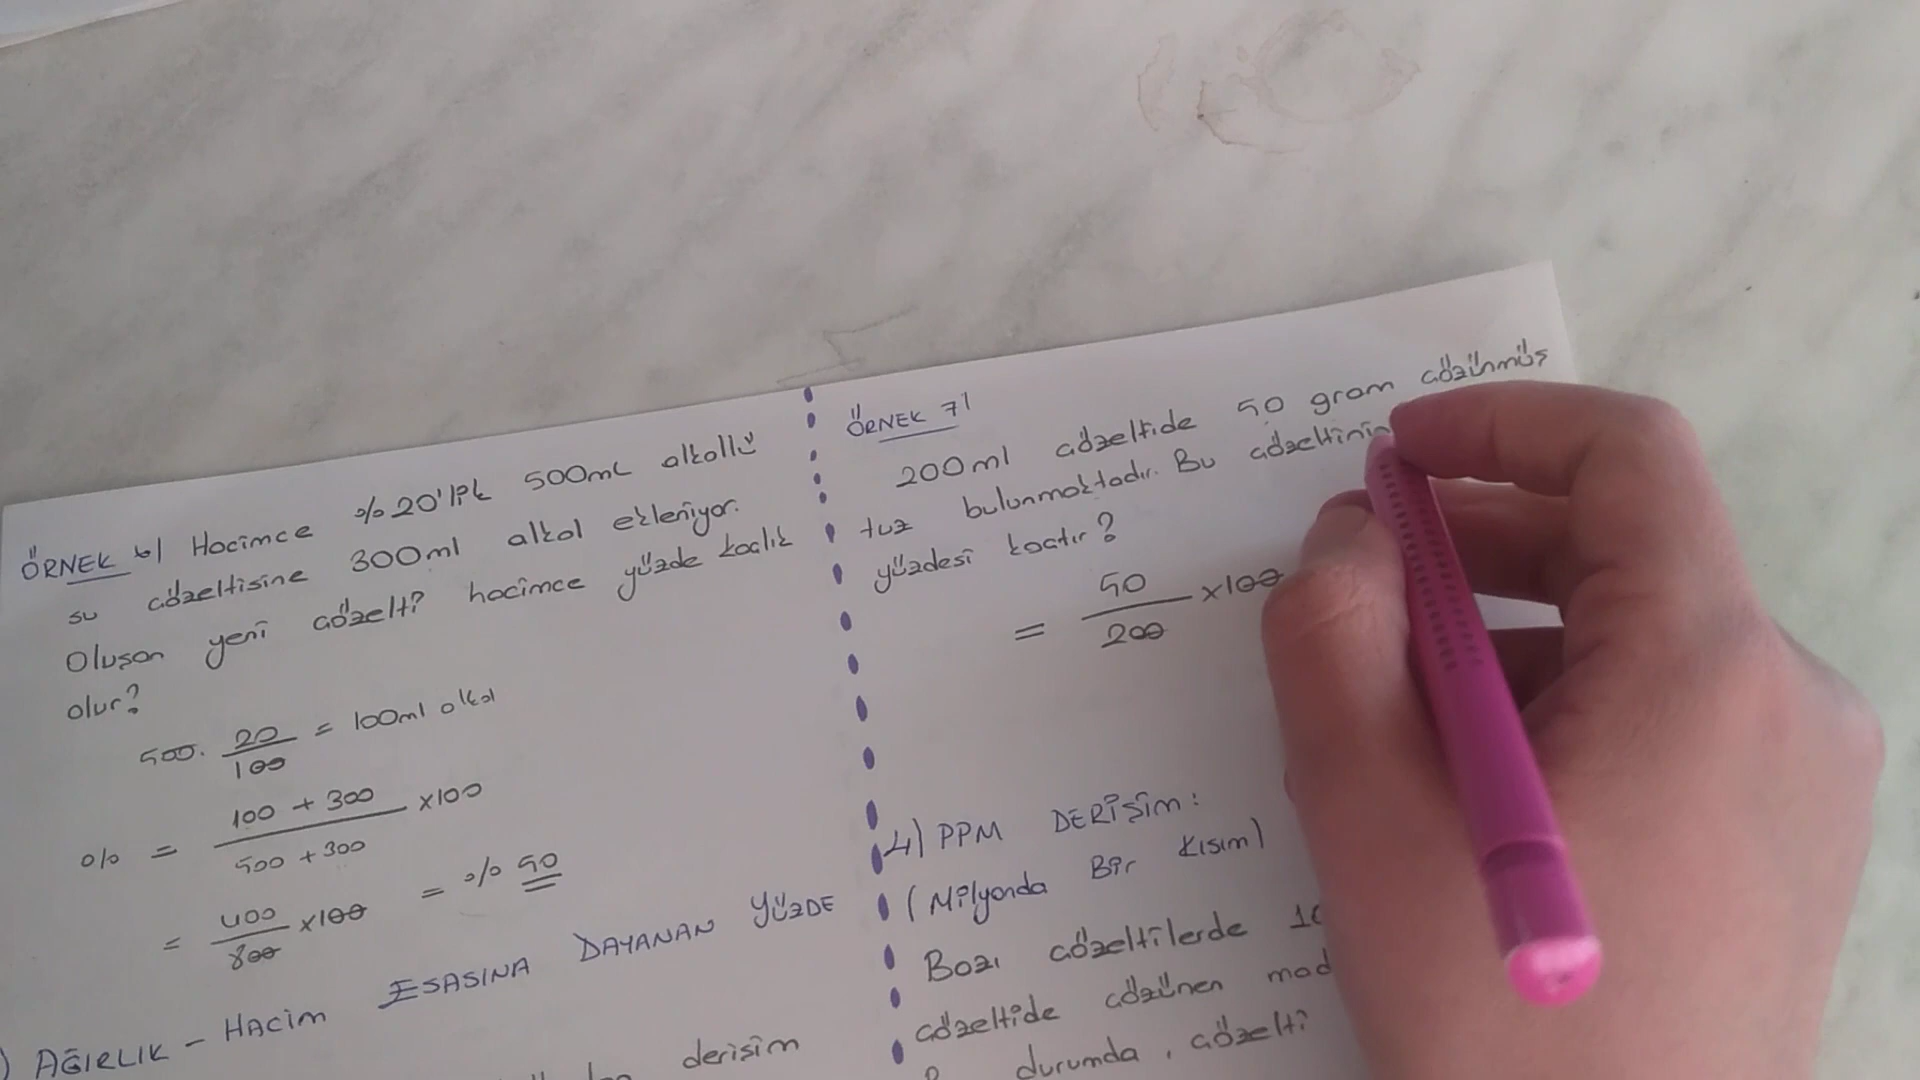 ÖRNEK 6) Hacimce %20'lik 500mL alkollü
su çözeltisine 300ml alkol ekleniyor.
Oluşan yeni çözelti hacimce yüzde kaçlık
olur?
500. 20/100 = 100ml alkol
% = 100 + 300 / 500 + 300 x100
= 400/800 x100 = % 50
) AĞIRLIK - HACİM ESASINA DAYANAN YÜZDE
derişim
ÖRNEK 7)
200ml çözeltide 50 gram çözünmüş
tuz bulunmaktadır. Bu çözeltinin
yüzdesi kaçtır?
= 50/200 x100
4) PPM DERİŞİM:
(Milyonda Bir Kısım)
Bazı çözeltilerde
çözeltide çözünen
durumda, çözelti